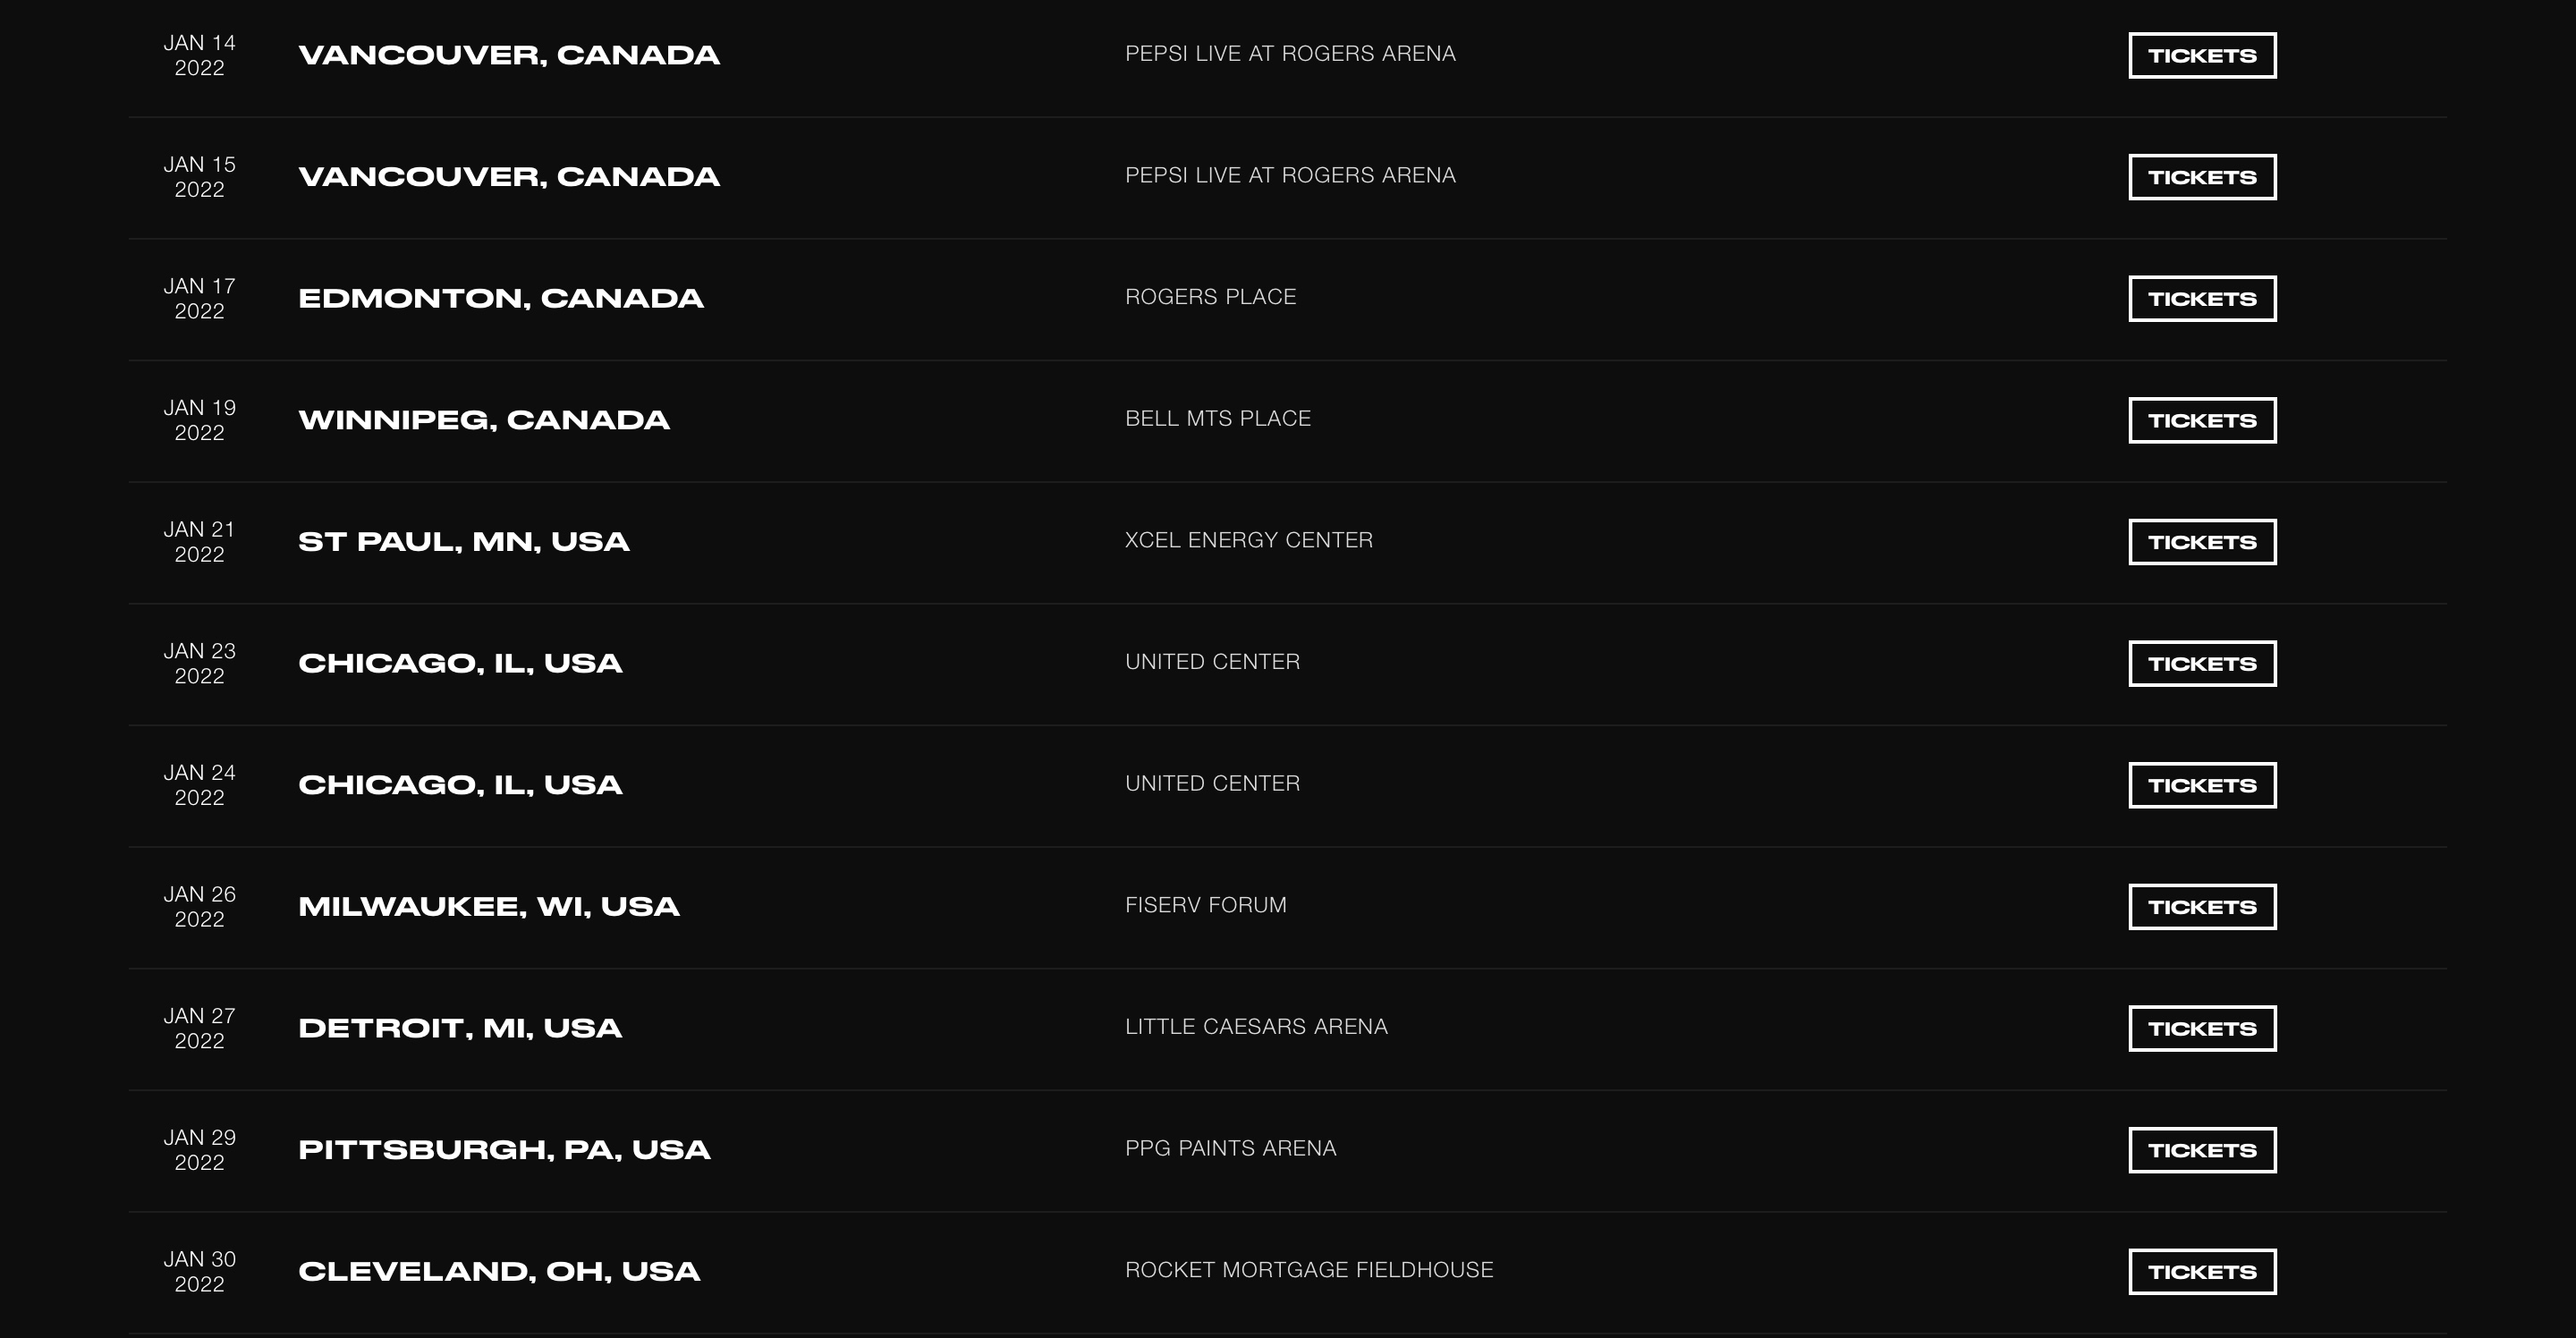 JAN 14
2022
VANCOUVER, CANADA
PEPSI LIVE AT ROGERS ARENA
TICKETS
JAN 15
2022
VANCOUVER, CANADA
PEPSI LIVE AT ROGERS ARENA
TICKETS
JAN 17
2022
EDMONTON, CANADA
ROGERS PLACE
TICKETS
JAN 19
2022
WINNIPEG, CANADA
BELL MTS PLACE
TICKETS
JAN 21
2022
ST PAUL, MN, USA
XCEL ENERGY CENTER
TICKETS
JAN 23
2022
CHICAGO, IL, USA
UNITED CENTER
TICKETS
JAN 24
2022
CHICAGO, IL, USA
UNITED CENTER
TICKETS
JAN 26
2022
MILWAUKEE, WI, USA
FISERV FORUM
TICKETS
JAN 27
2022
DETROIT, MI, USA
LITTLE CAESARS ARENA
TICKETS
JAN 29
2022
PITTSBURGH, PA, USA
PPG PAINTS ARENA
TICKETS
JAN 30
2022
CLEVELAND, OH, USA
ROCKET MORTGAGE FIELDHOUSE
TICKETS